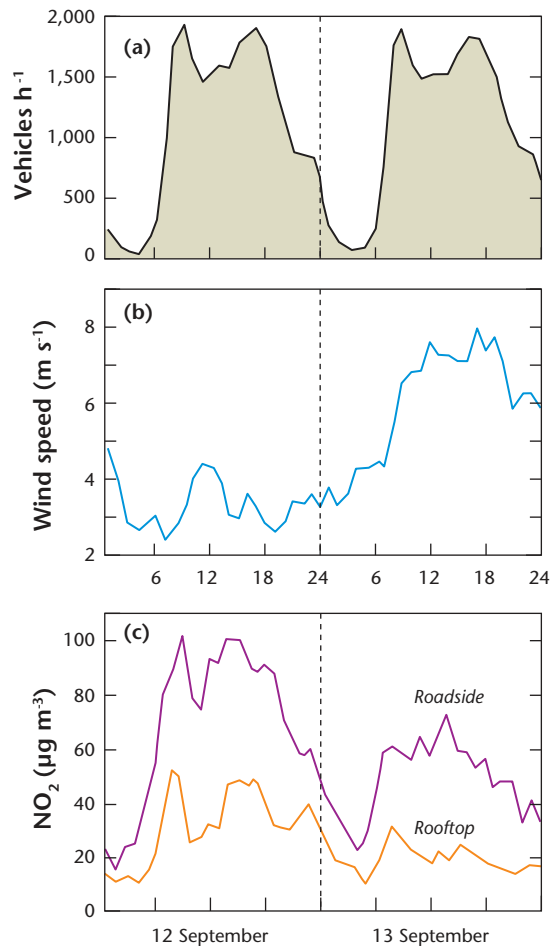 (a)
Vehicles h⁻¹
2,000
1,500
1,000
500
0
(b)
Wind speed (m s⁻¹)
8
6
4
2
6 12 18 24 6 12 18 24
(c)
NO₂ (µg m⁻³)
100
80
60
40
20
0
Roadside
Rooftop
12 September 13 September